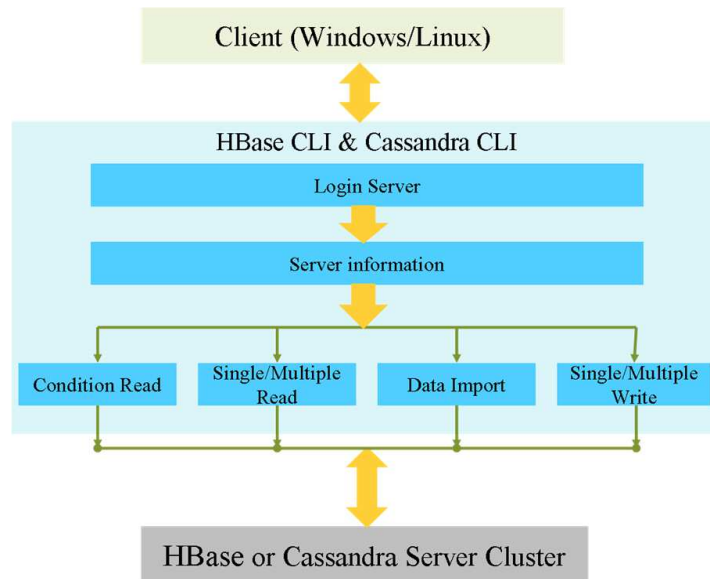 Client (Windows/Linux)
HBase CLI & Cassandra CLI
Login Server
Server information
Condition Read
Single/Multiple
Read
Data Import
Single/Multiple
Write
HBase or Cassandra Server Cluster